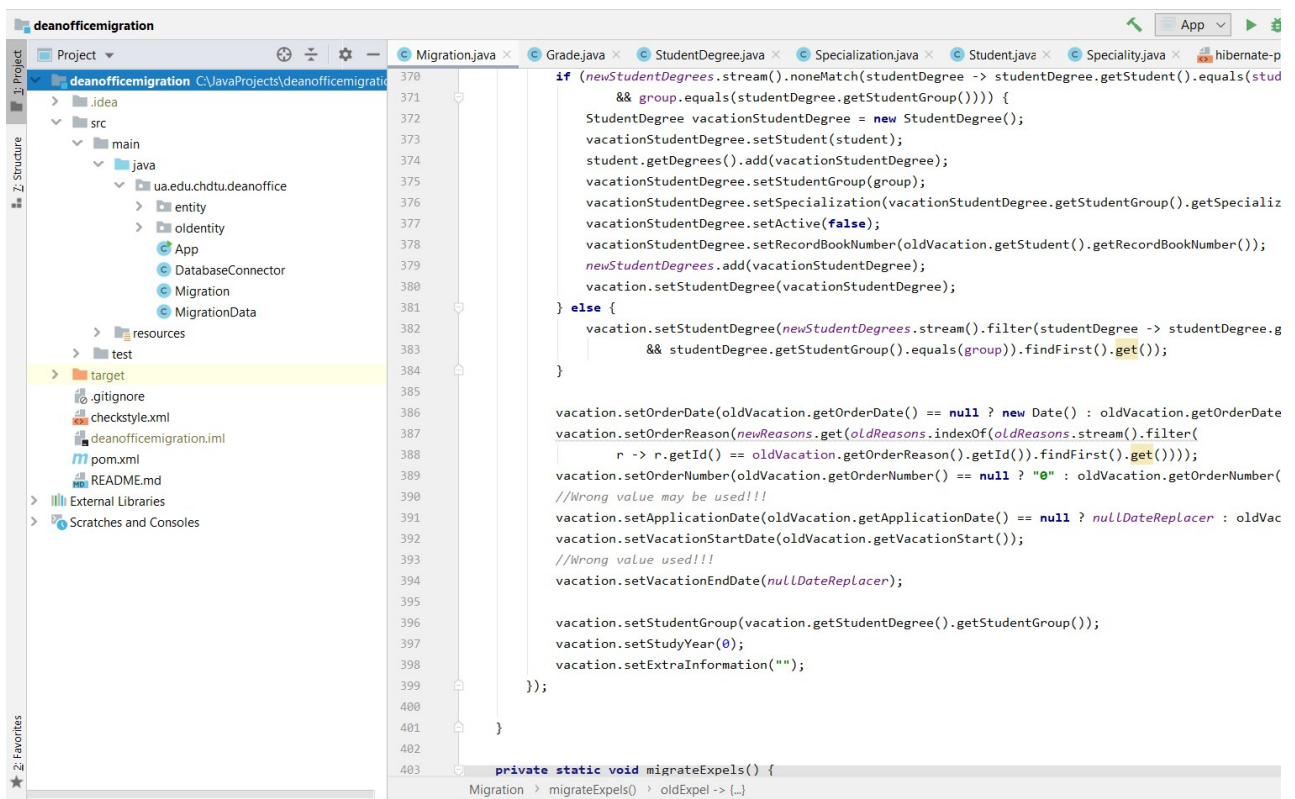 deanofficemigration
App
1: Project
7: Structure
2: Favorites
Project
deanofficemigration C:\JavaProjects\deanofficemigratio
.idea
src
main
java
ua.edu.chdtu.deanoffice
entity
oldentity
App
DatabaseConnector
Migration
MigrationData
resources
test
target
.gitignore
checkstyle.xml
deanofficemigration.iml
pom.xml
README.md
External Libraries
Scratches and Consoles
Migration.java Grade.java StudentDegree.java Specialization.java Student.java Speciality.java hibernate-p
370 if (newStudentDegrees.stream().noneMatch(studentDegree -> studentDegree.getStudent().equals(stud
371 && group.equals(studentDegree.getStudentGroup()))) {
372 StudentDegree vacationStudentDegree = new StudentDegree();
373 vacationStudentDegree.setStudent(student);
374 student.getDegrees().add(vacationStudentDegree);
375 vacationStudentDegree.setStudentGroup(group);
376 vacationStudentDegree.setSpecialization(vacationStudentDegree.getStudentGroup().getSpecializ
377 vacationStudentDegree.setActive(false);
378 vacationStudentDegree.setRecordBookNumber(oldVacation.getStudent().getRecordBookNumber());
379 newStudentDegrees.add(vacationStudentDegree);
380 vacation.setStudentDegree(vacationStudentDegree);
381 } else {
382 vacation.setStudentDegree(newStudentDegrees.stream().filter(studentDegree -> studentDegree.g
383 && studentDegree.getStudentGroup().equals(group)).findFirst().get());
384 }
385
386 vacation.setOrderDate(oldVacation.getOrderDate() == null ? new Date() : oldVacation.getOrderDate
387 vacation.setOrderReason(newReasons.get(oldReasons.indexOf(oldReasons.stream().filter(
388 r -> r.getId() == oldVacation.getOrderReason().getId()).findFirst().get())));
389 vacation.setOrderNumber(oldVacation.getOrderNumber() == null ? "0" : oldVacation.getOrderNumber(
390 //Wrong value may be used!!!
391 vacation.setApplicationDate(oldVacation.getApplicationDate() == null ? nullDateReplacer : oldVac
392 vacation.setVacationStartDate(oldVacation.getVacationStart());
393 //Wrong value used!!!
394 vacation.setVacationEndDate(nullDateReplacer);
395
396 vacation.setStudentGroup(vacation.getStudentDegree().getStudentGroup());
397 vacation.setStudyYear(0);
398 vacation.setExtraInformation("");
399 });
400
401 }
402
403 private static void migrateExpels() {
Migration > migrateExpels() > oldExpel -> {...}